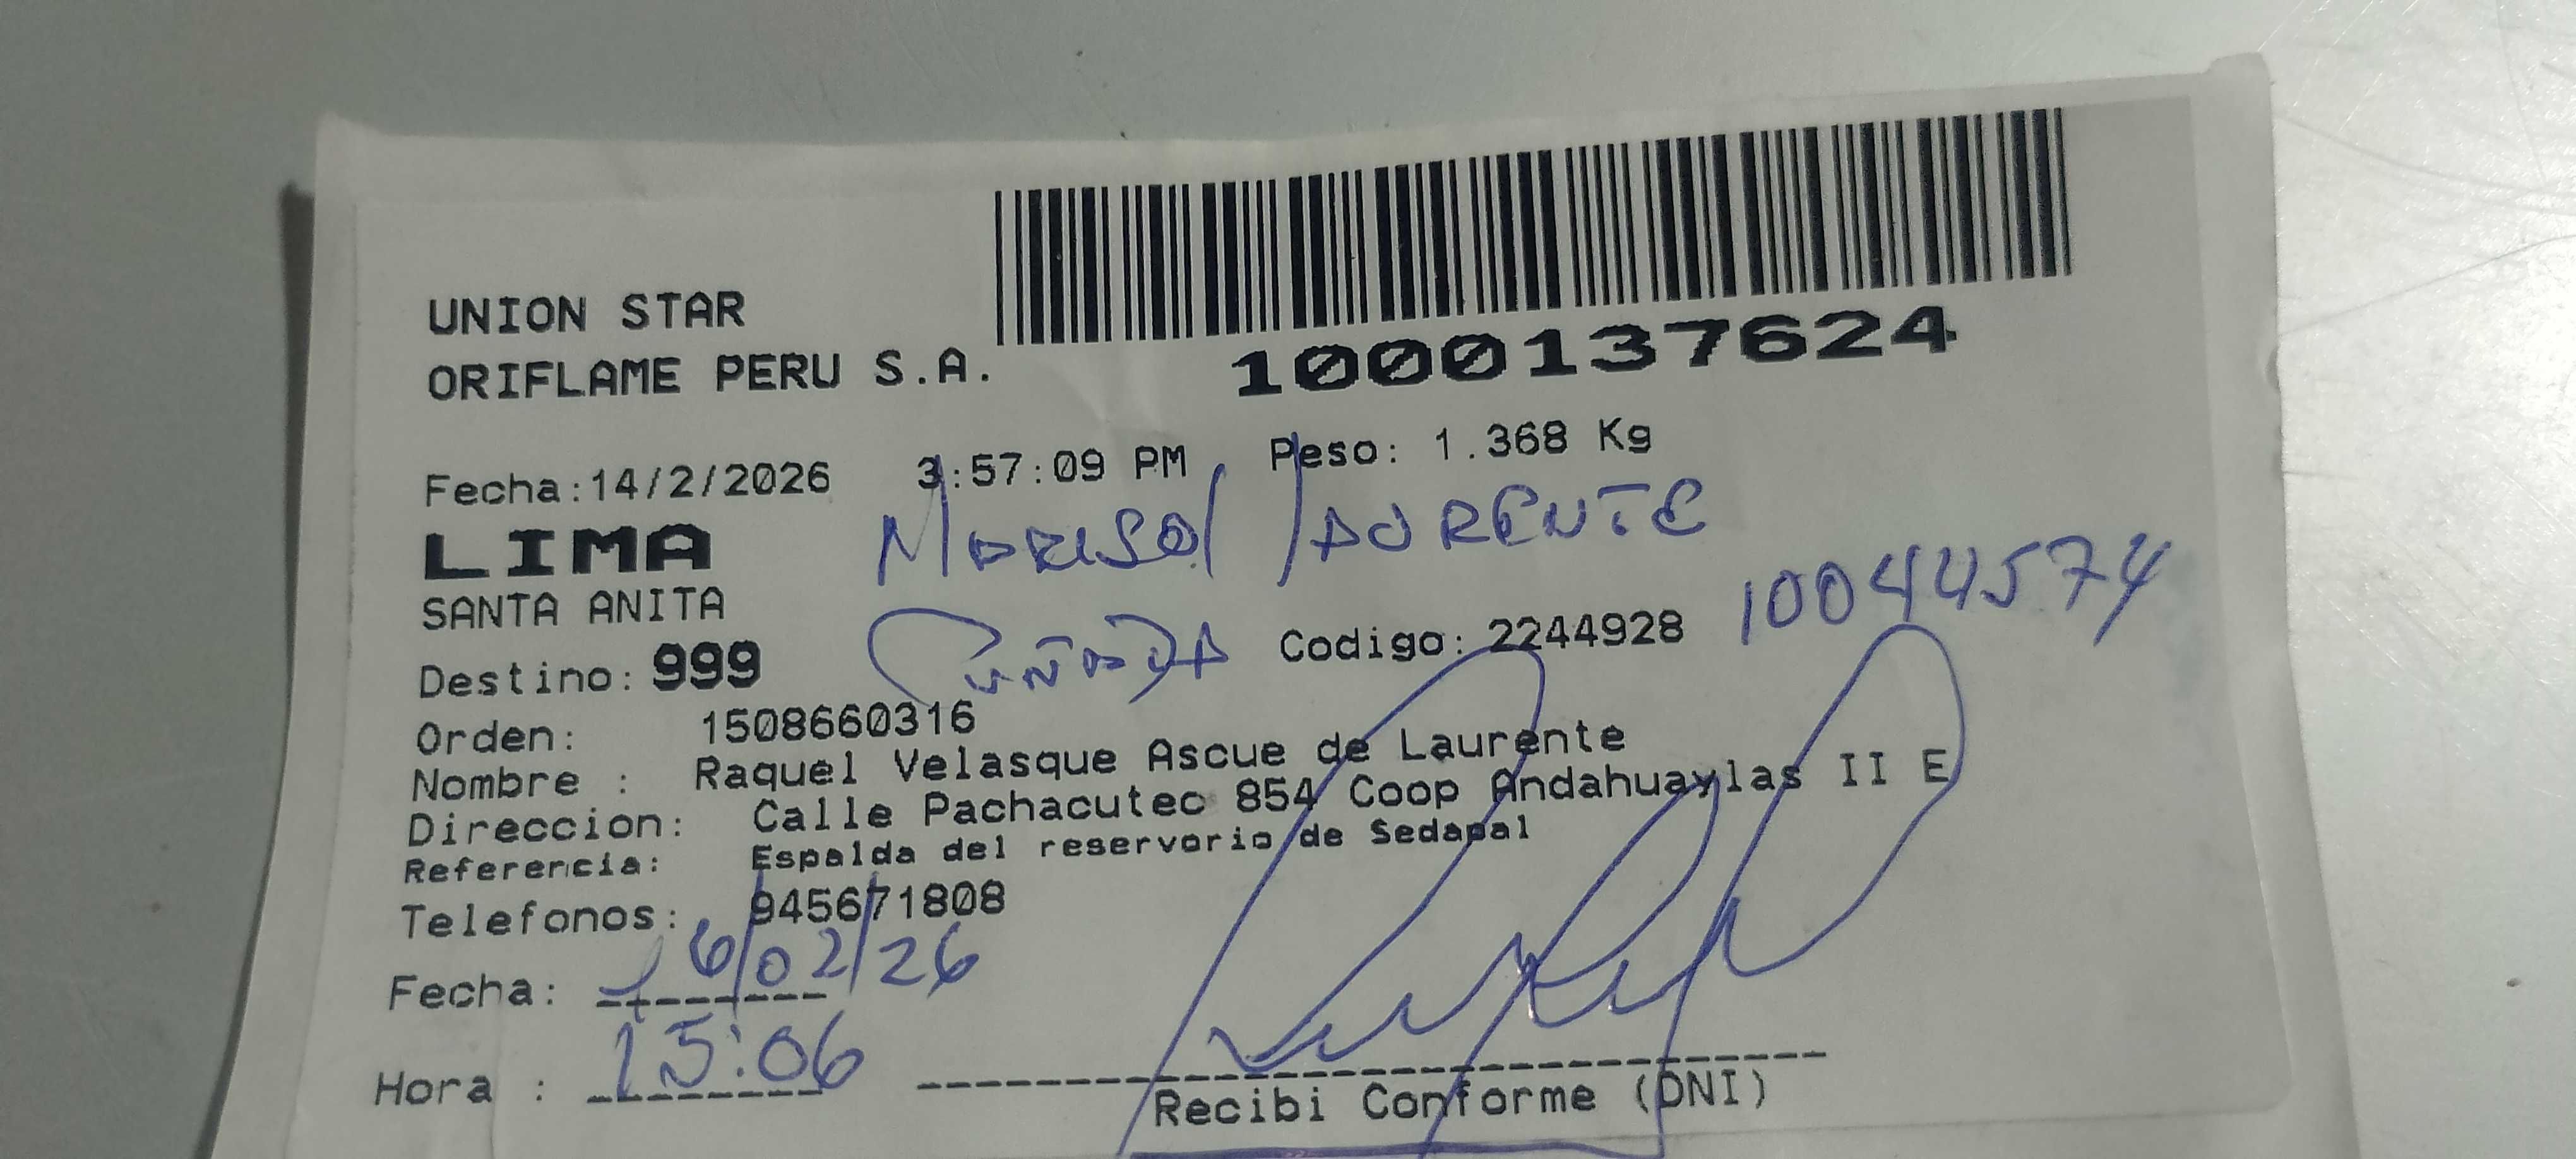 UNION STAR
ORIFLAME PERU S.A.
1000137624
Fecha:14/2/2026 3:57:09 PM Peso: 1.368 Kg
LIMA
MARISOL
SANTA ANITA
10044574
CUÑADA
Codigo: 2244928
Destino: 999
Orden: 1508660316
Nombre : Raquel Velasque Ascue de Laurente
Direccion: Calle Pachacutec 854 Coop Andahuaylas II E
Referencia: Espalda del reservorio de Sedapal
Telefonos: 945671808
Fecha: 16/02/26
Hora : 15:06
Recibi Conforme (DNI)